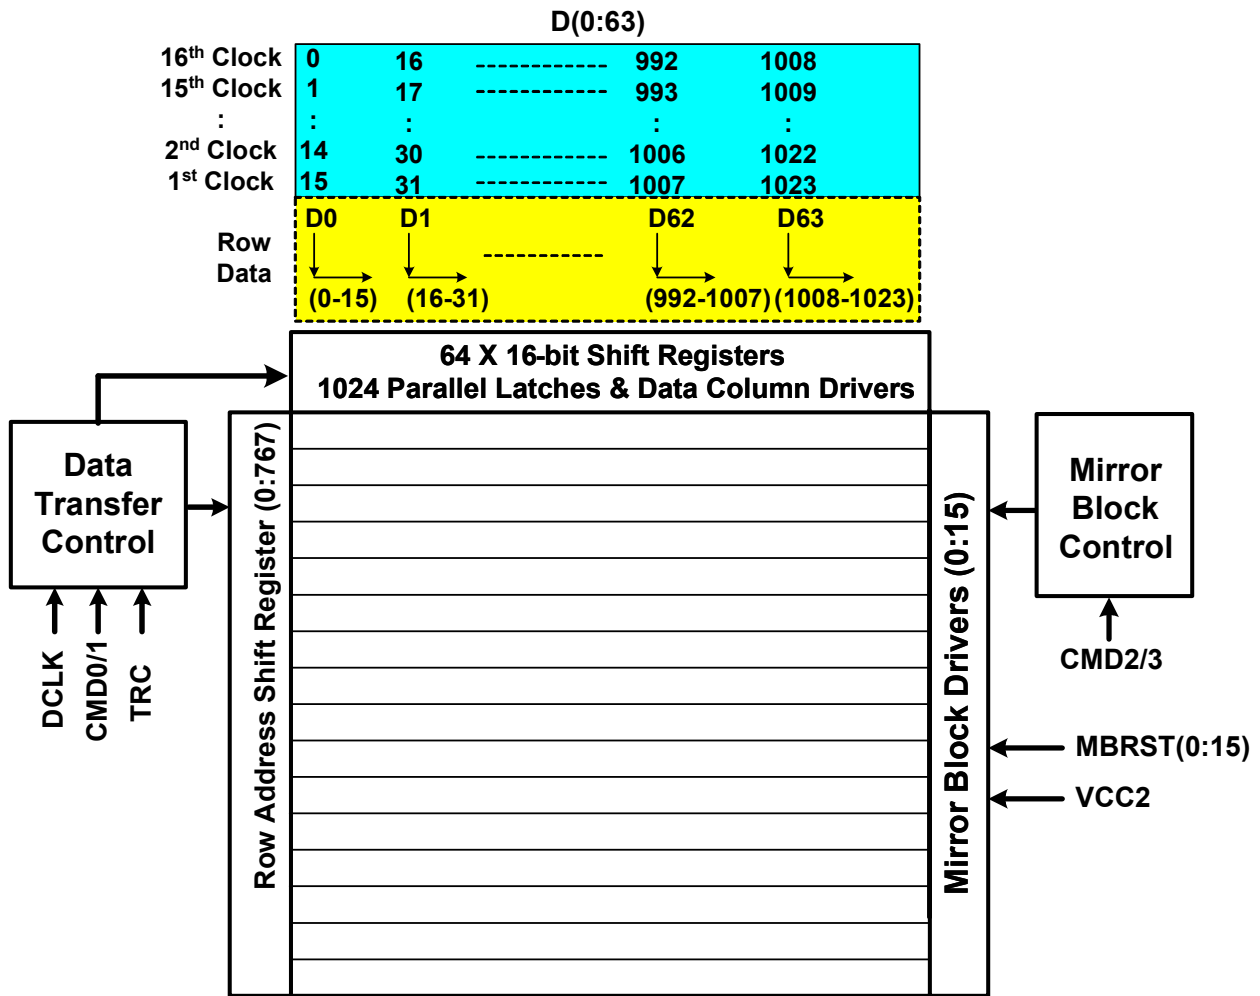 D(0:63)
16th Clock 0 16 ------------ 992 1008
15th Clock 1 17 ------------ 993 1009
: : : : :
2nd Clock 14 30 ------------ 1006 1022
1st Clock 15 31 ------------ 1007 1023
D0 D1 D62 D63
Row
Data
-----------
(0-15) (16-31) (992-1007) (1008-1023)
64 X 16-bit Shift Registers
1024 Parallel Latches & Data Column Drivers
Data
Transfer
Control
DCLK
CMD0/1
TRC
Row Address Shift Register (0:767)
Mirror Block Drivers (0:15)
Mirror
Block
Control
CMD2/3
MBRST(0:15)
VCC2